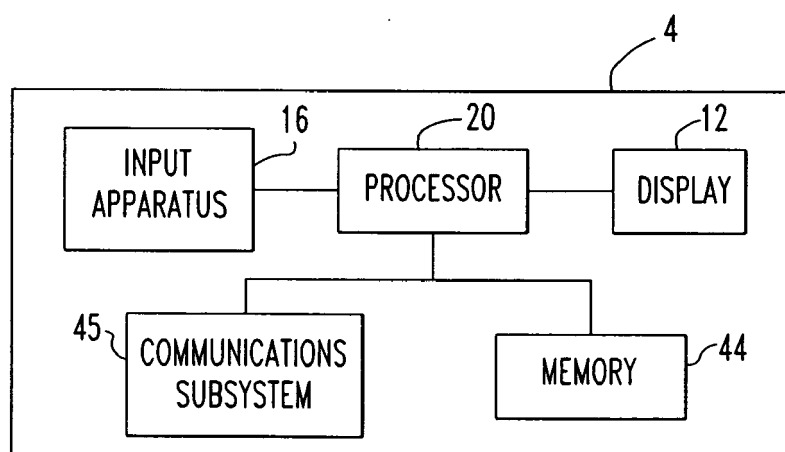 4
16
20
12
INPUT
APPARATUS
PROCESSOR
DISPLAY
45
COMMUNICATIONS
SUBSYSTEM
MEMORY
44